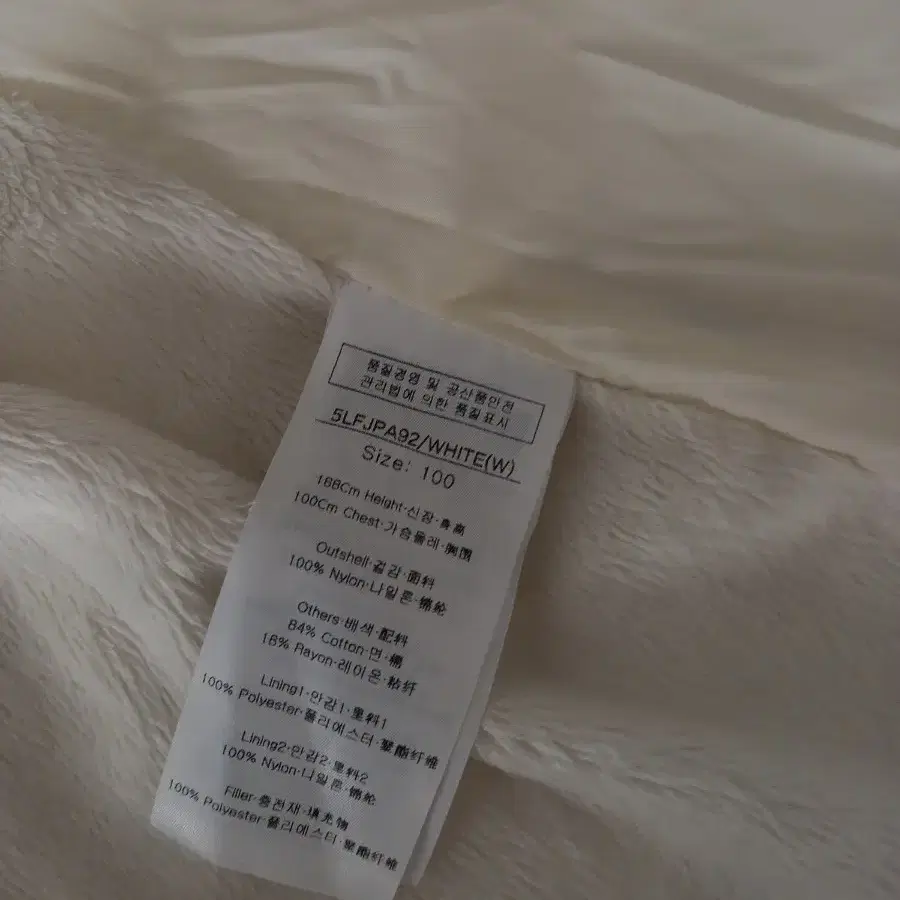 품질경영 및 공산품안전
관리법에 의한 품질표시
5LFJPA92/WHITE(W)
Size: 100
168Cm Height·신장·身高
100Cm Chest·가슴둘레·胸围
Outshell·겉감·面料
100% Nylon·나일론·锦纶
Others·배색·配料
84% Cotton·면·棉
16% Rayon·레이온·粘纤
Lining1·안감1·里料1
100% Polyester·폴리에스터·聚酯纤维
Lining2·안감2·里料2
100% Nylon·나일론·锦纶
Filler·충전재·填充物
100% Polyester·폴리에스터·聚酯纤维